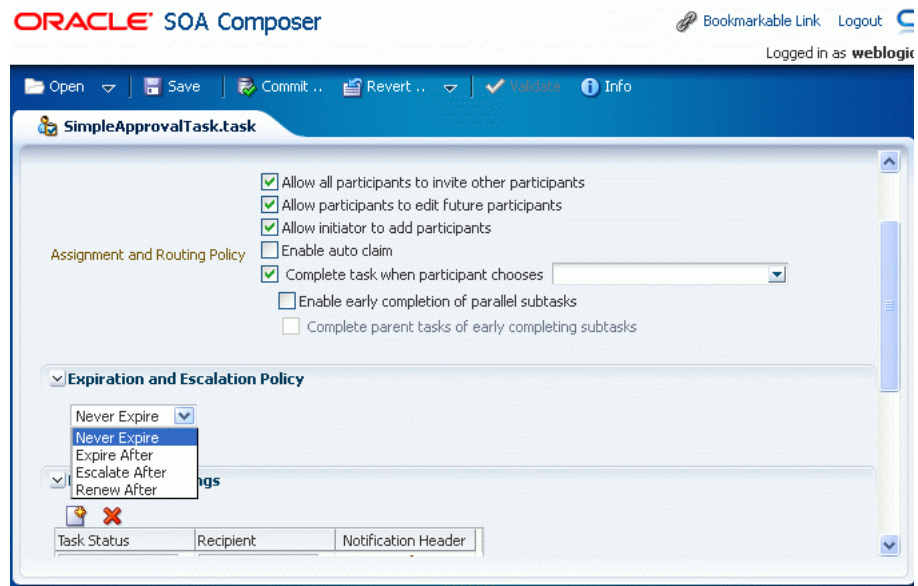 ORACLE SOA Composer
Bookmarkable Link Logout
Logged in as weblogic
Open Save Commit .. Revert .. Validate Info
SimpleApprovalTask.task
Allow all participants to invite other participants
Allow participants to edit future participants
Allow initiator to add participants
Assignment and Routing Policy
Enable auto claim
Complete task when participant chooses
Enable early completion of parallel subtasks
Complete parent tasks of early completing subtasks
Expiration and Escalation Policy
Never Expire
Never Expire
Expire After
Escalate After
Renew After
ngs
Task Status Recipient Notification Header